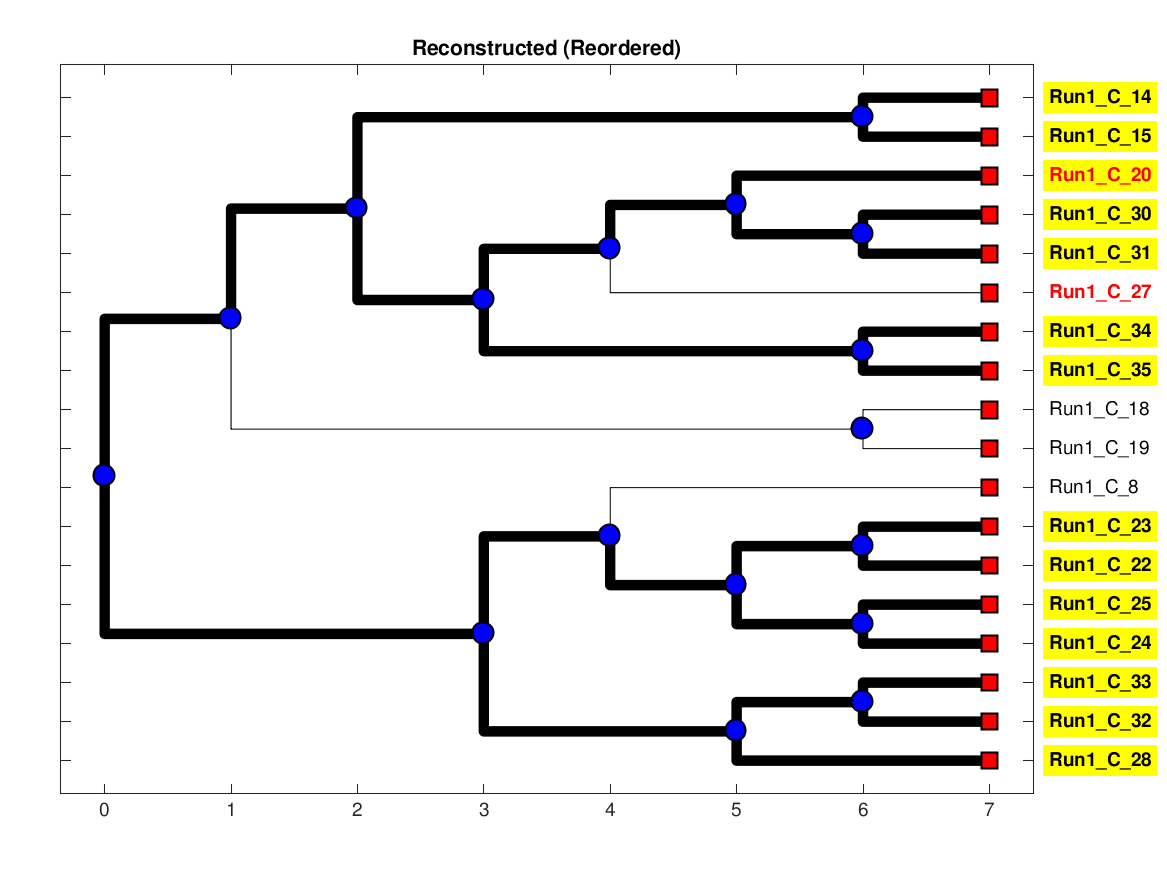 Reconstructed (Reordered)
Run1_C_14
Run1_C_15
Run1_C_20
Run1_C_30
Run1_C_31
Run1_C_27
Run1_C_34
Run1_C_35
Run1_C_18
Run1_C_19
Run1_C_8
Run1_C_23
Run1_C_22
Run1_C_25
Run1_C_24
Run1_C_33
Run1_C_32
Run1_C_28
0 1 2 3 4 5 6 7